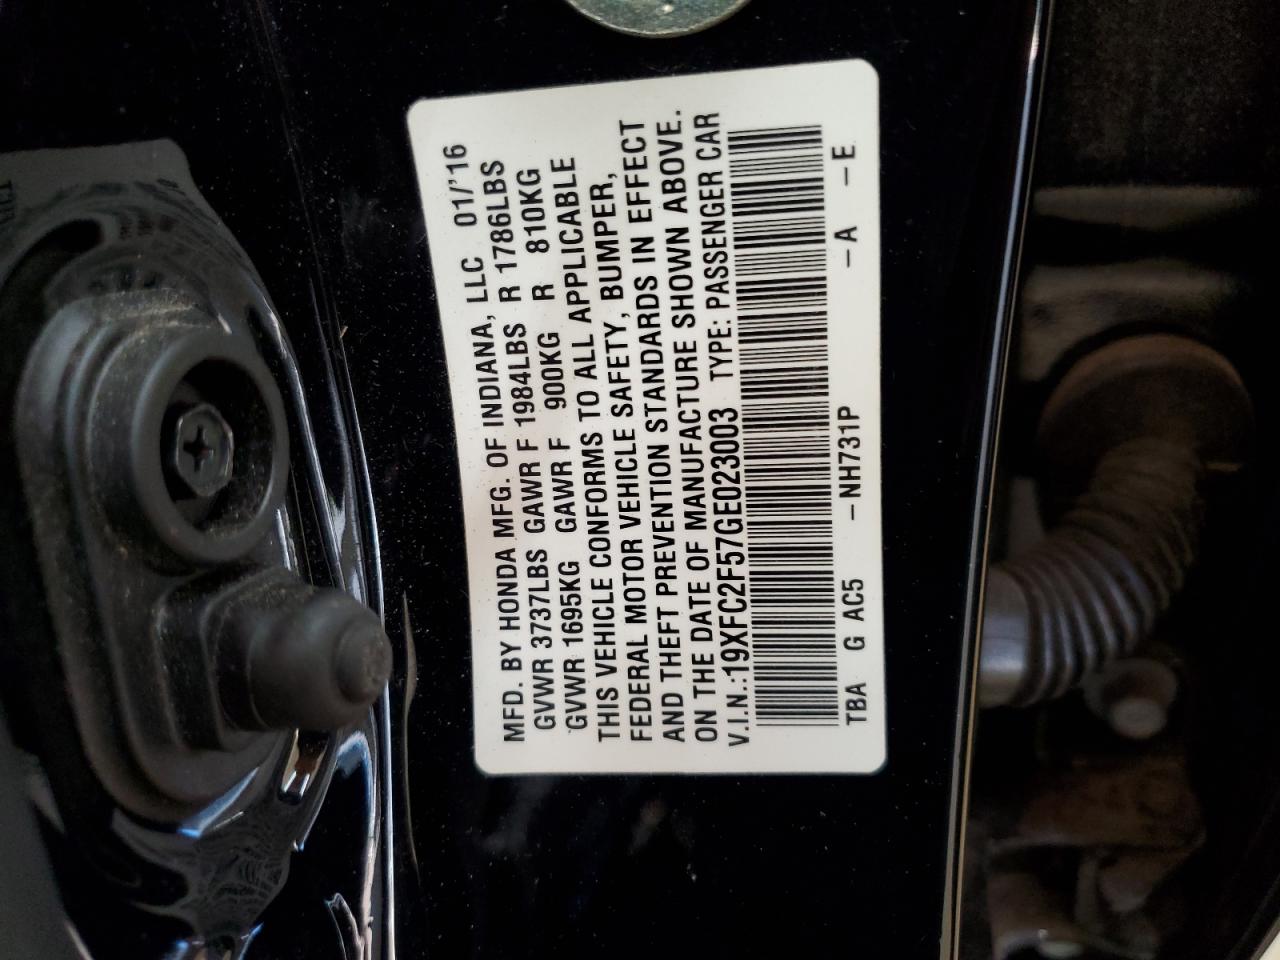 MFD. BY HONDA MFG. OF INDIANA, LLC 01/'16
GVWR 3737LBS GAWR F 1984LBS R 1786LBS
GVWR 1695KG GAWR F 900KG R 810KG
THIS VEHICLE CONFORMS TO ALL APPLICABLE
FEDERAL MOTOR VEHICLE SAFETY, BUMPER,
AND THEFT PREVENTION STANDARDS IN EFFECT
ON THE DATE OF MANUFACTURE SHOWN ABOVE.
V.I.N.:19XFC2F57GE023003 TYPE: PASSENGER CAR
TBA G AC5 -NH731P -A -E